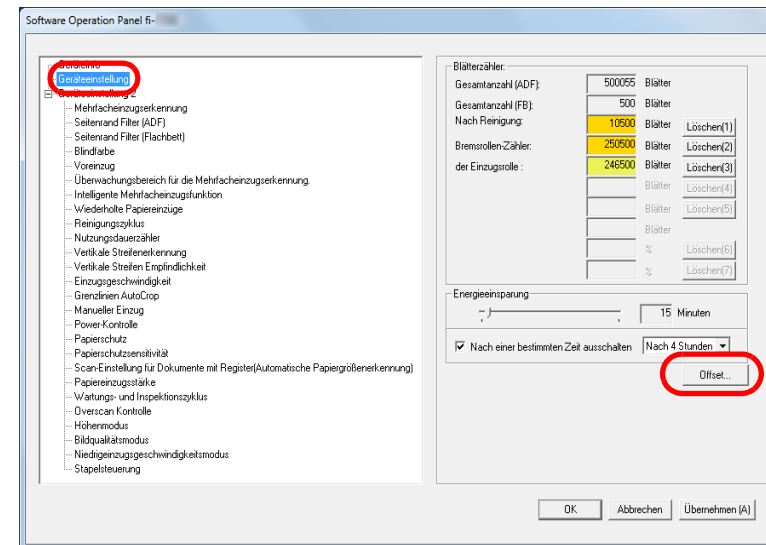 Software Operation Panel fi-
Geräteinfo
Geräteeinstellung
Geräteeinstellung 2
Mehrfacheinzugserkennung
Seitenrand Filter (ADF)
Seitenrand Filter (Flachbett)
Blindfarbe
Voreinzug
Überwachungsbereich für die Mehrfacheinzugserkennung.
Intelligente Mehrfacheinzugsfunktion
Wiederholte Papiereinzüge
Reinigungszyklus
Nutzungsdauerzähler
Vertikale Streifenerkennung
Vertikale Streifen Empfindlichkeit
Einzugsgeschwindigkeit
Grenzlinien AutoCrop
Manueller Einzug
Power-Kontrolle
Papierschutz
Papierschutzsensitivität
Scan-Einstellung für Dokumente mit Register(Automatische Papiergrößenerkennung)
Papiereinzugsstärke
Wartungs- und Inspektionszyklus
Overscan Kontrolle
Höhenmodus
Bildqualitätsmodus
Niedrigeinzugsgeschwindigkeitsmodus
Stapelsteuerung
Blätterzähler:
Gesamtanzahl (ADF): 500055 Blätter
Gesamtanzahl (FB): 500 Blätter
Nach Reinigung: 10500 Blätter Löschen(1)
Bremsrollen-Zähler: 250500 Blätter Löschen(2)
der Einzugsrolle : 246500 Blätter Löschen(3)
Blätter Löschen(4)
Blätter Löschen(5)
Blätter
% Löschen(6)
% Löschen(7)
Energieeinsparung
15 Minuten
Nach einer bestimmten Zeit ausschalten Nach 4 Stunden
Offset...
OK Abbrechen Übernehmen (A)